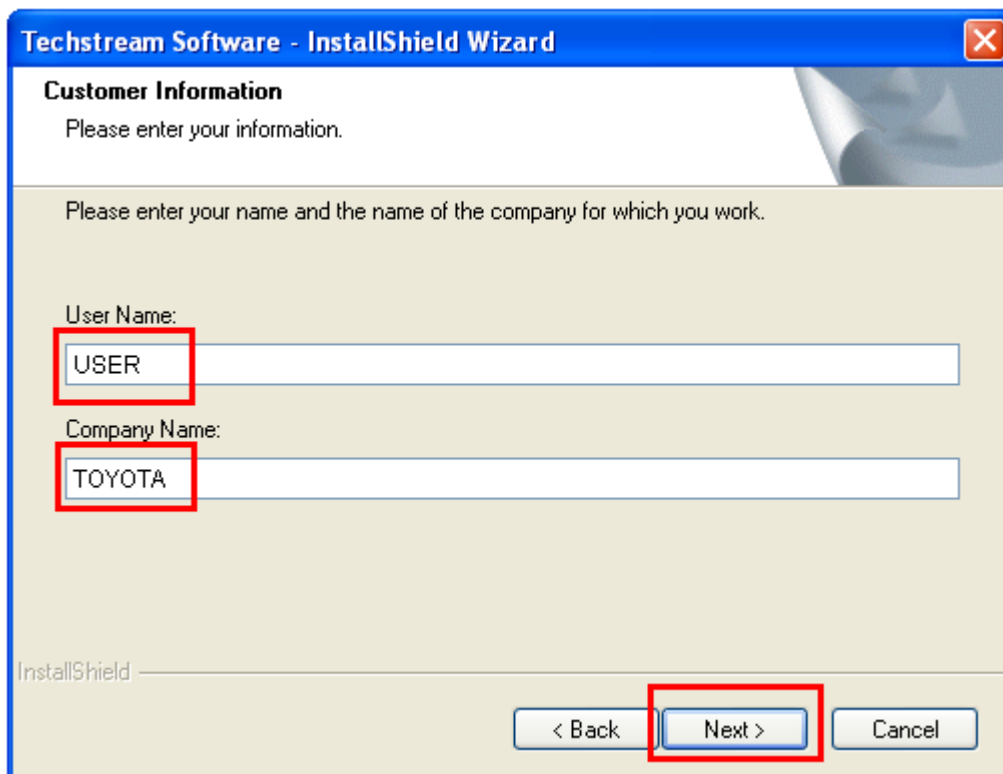 Techstream Software - InstallShield Wizard
Customer Information
Please enter your information.
Please enter your name and the name of the company for which you work.
User Name:
USER
Company Name:
TOYOTA
InstallShield
< Back
Next >
Cancel